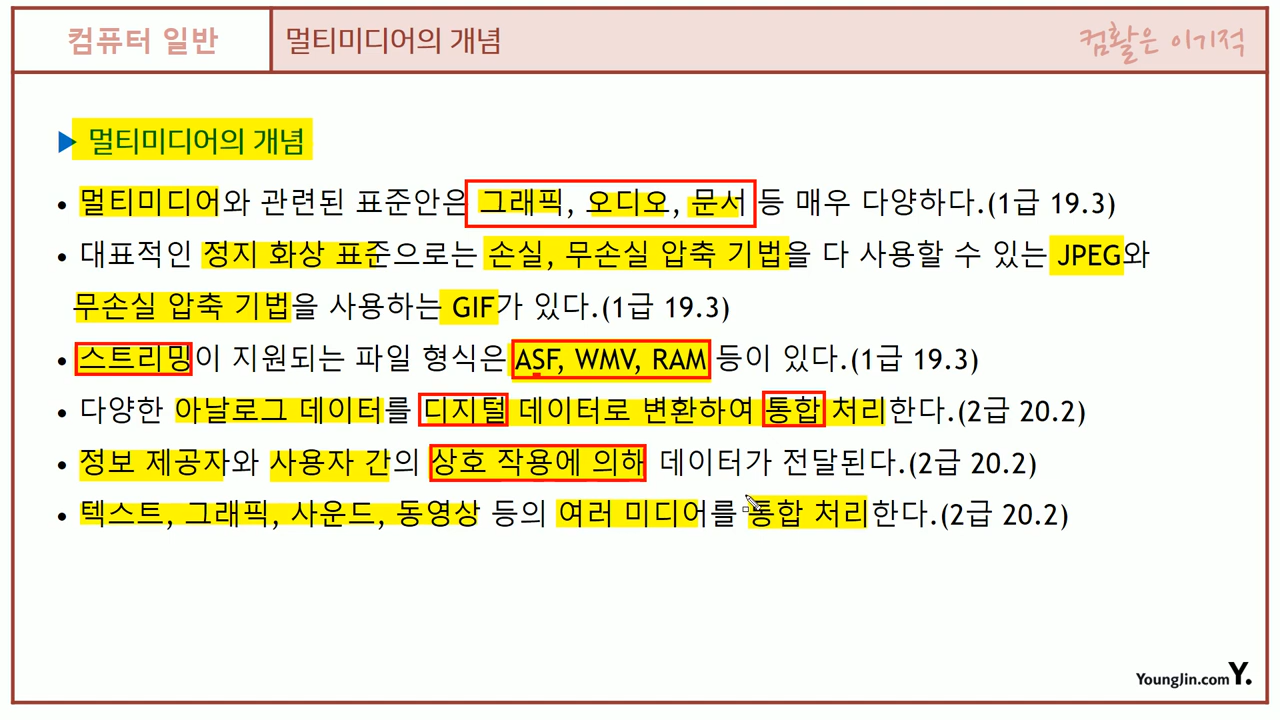 컴퓨터 일반
멀티미디어의 개념
컴활은 이기적
▶ 멀티미디어의 개념
• 멀티미디어와 관련된 표준안은 그래픽, 오디오, 문서 등 매우 다양하다.(1급 19.3)
• 대표적인 정지 화상 표준으로는 손실, 무손실 압축 기법을 다 사용할 수 있는 JPEG와
무손실 압축 기법을 사용하는 GIF가 있다.(1급 19.3)
• 스트리밍이 지원되는 파일 형식은 ASF, WMV, RAM 등이 있다.(1급 19.3)
• 다양한 아날로그 데이터를 디지털 데이터로 변환하여 통합 처리한다.(2급 20.2)
• 정보 제공자와 사용자 간의 상호 작용에 의해 데이터가 전달된다.(2급 20.2)
• 텍스트, 그래픽, 사운드, 동영상 등의 여러 미디어를 통합 처리한다.(2급 20.2)
YoungJin.com Y.